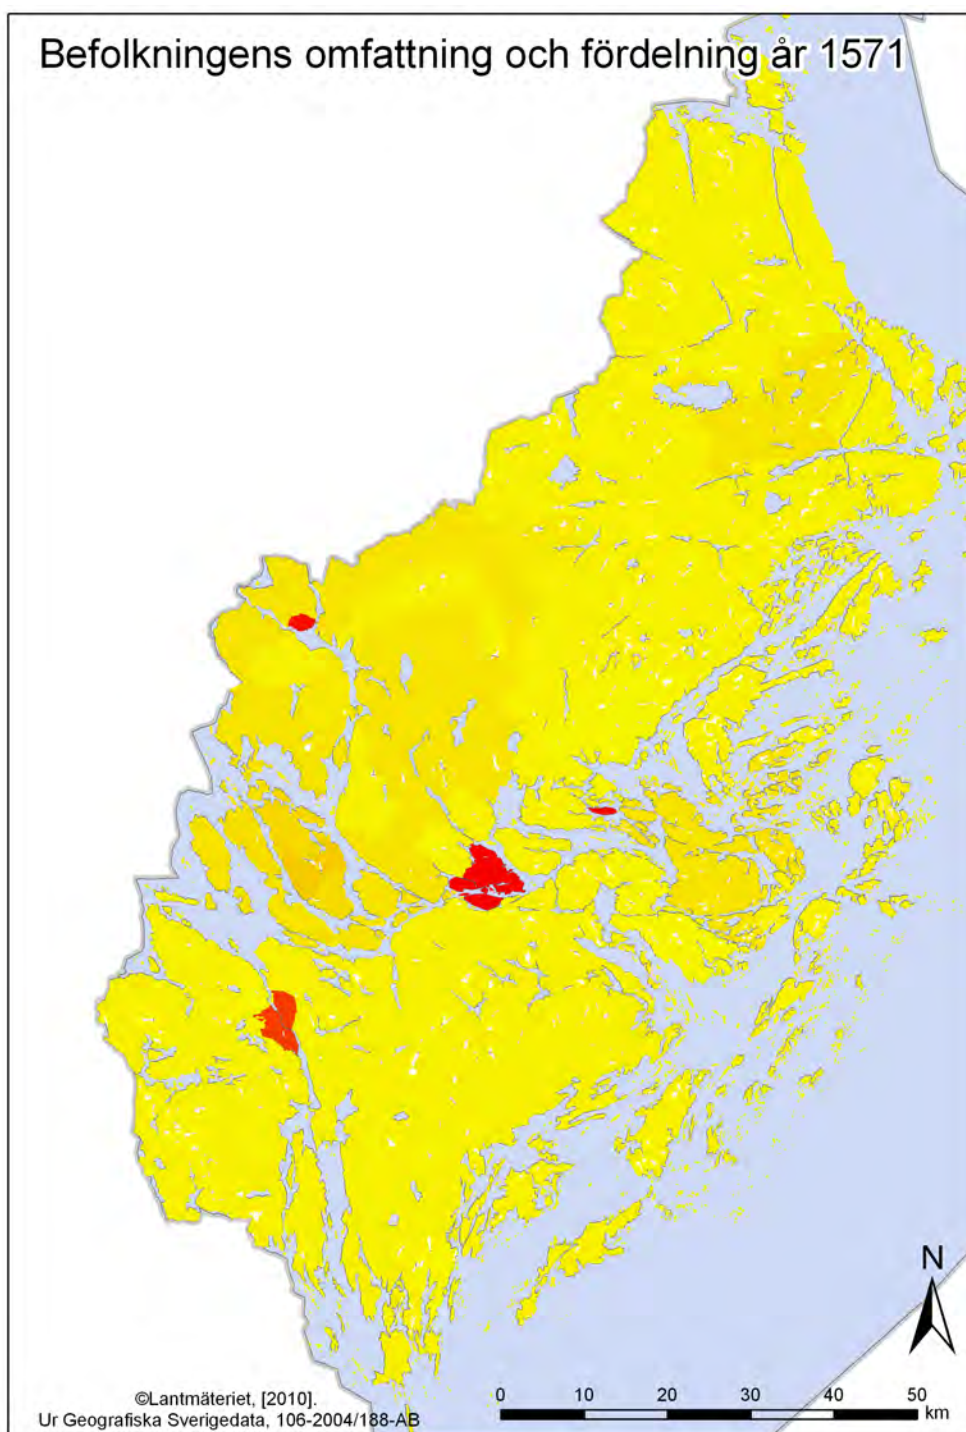 Befolkningens omfattning och fördelning år 1571
N
©Lantmäteriet, [2010].
Ur Geografiska Sverigedata, 106-2004/188-AB
0 10 20 30 40 50
km